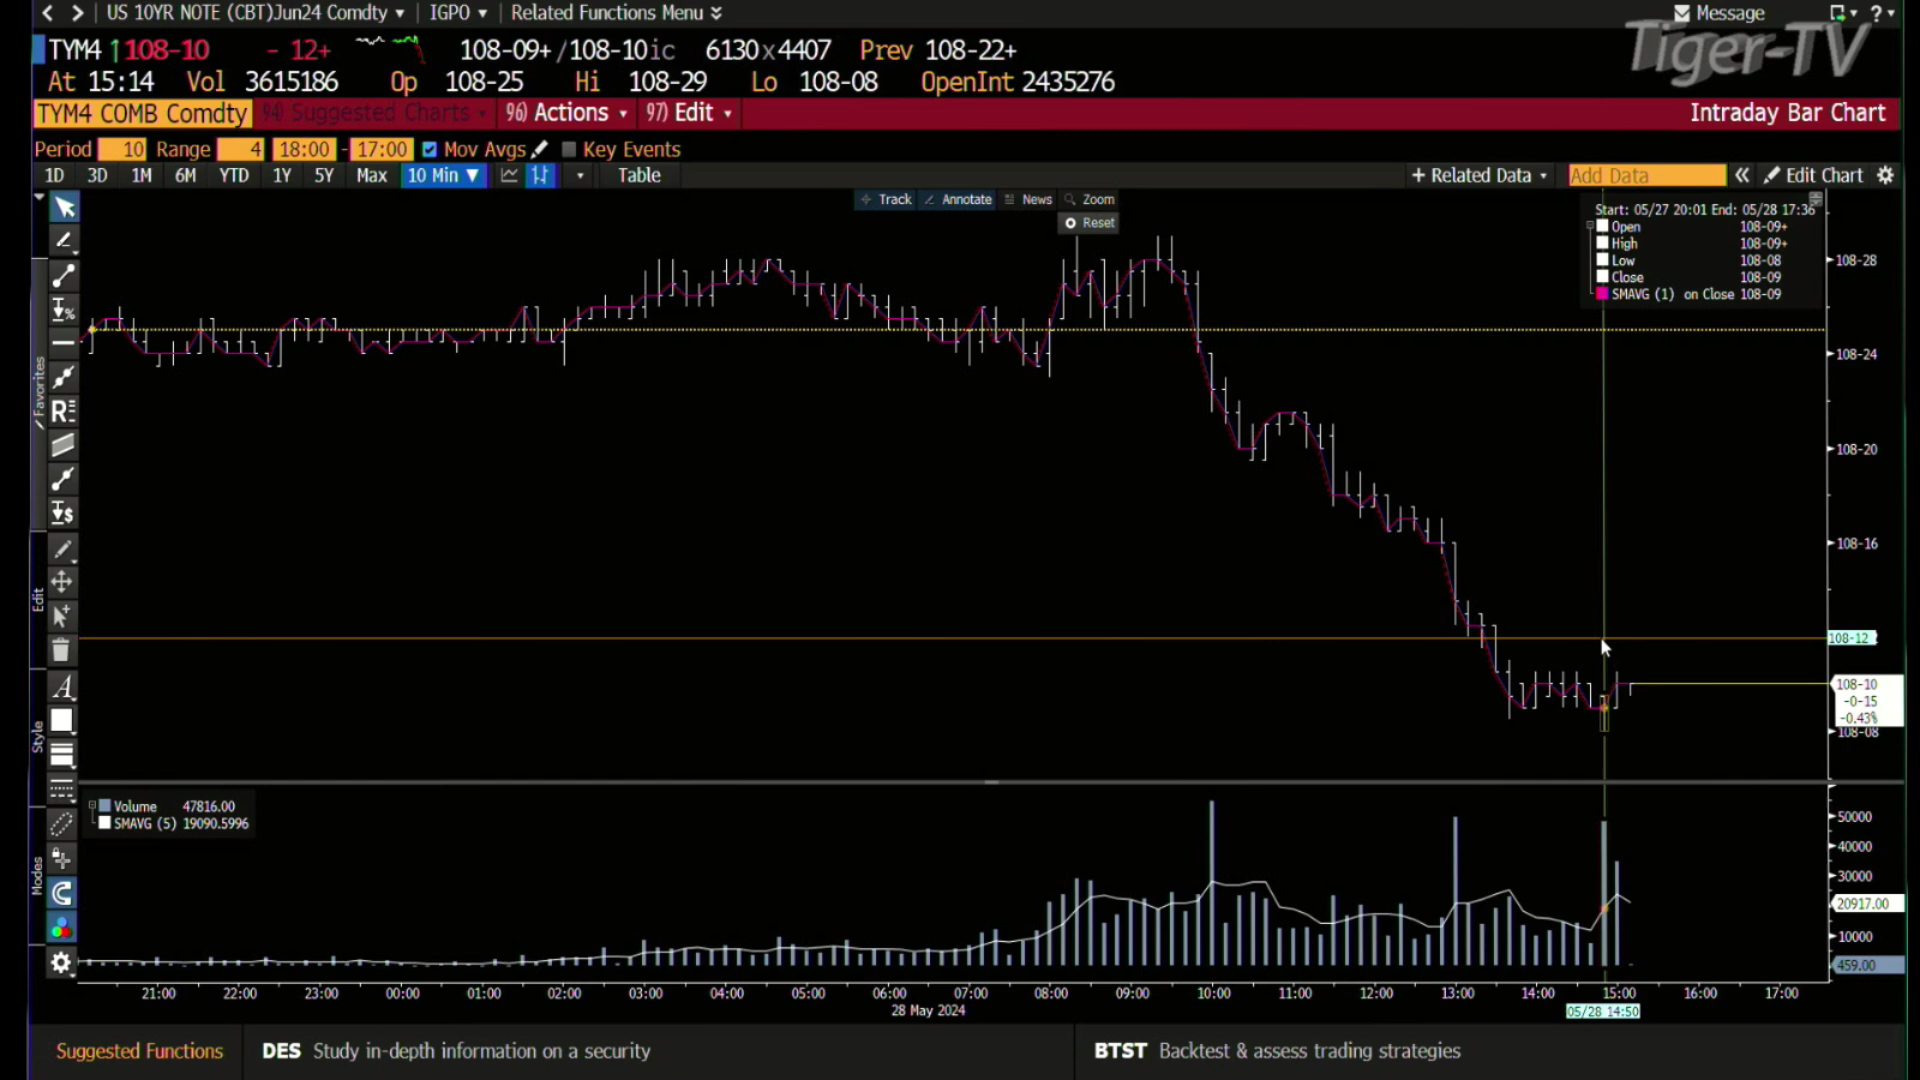 US 10YR NOTE (CBT)Jun24 Comdty IGPO Related Functions Menu Message ?
Tiger-TV
TYM4 ↑108-10 - 12+ 108-09+/108-10ic 6130x4407 Prev 108-22+
At 15:14 Vol 3615186 Op 108-25 Hi 108-29 Lo 108-08 OpenInt 2435276
TYM4 COMB Comdty 94) Suggested Charts 96) Actions 97) Edit Intraday Bar Chart
Period 10 Range 4 18:00 - 17:00 Mov Avgs Key Events
1D 3D 1M 6M YTD 1Y 5Y Max 10 Min ▼ Table + Related Data Add Data « Edit Chart
Track Annotate News Zoom
Reset
Start: 05/27 20:01 End: 05/28 17:36
Open 108-09+
High 108-09+
Low 108-08
Close 108-09
SMAVG (1) on Close 108-09
108-28
108-24
108-20
108-16
108-12
108-10
-0-15
-0.43%
108-08
Favorites
Edit
Style
Modes
Volume 47816.00
SMAVG (5) 19090.5996
50000
40000
30000
20917.00
10000
459.00
21:00 22:00 23:00 00:00 01:00 02:00 03:00 04:00 05:00 06:00 07:00 08:00 09:00 10:00 11:00 12:00 13:00 14:00 15:00 16:00 17:00
28 May 2024
05/28 14:50
Suggested Functions DES Study in-depth information on a security BTST Backtest & assess trading strategies